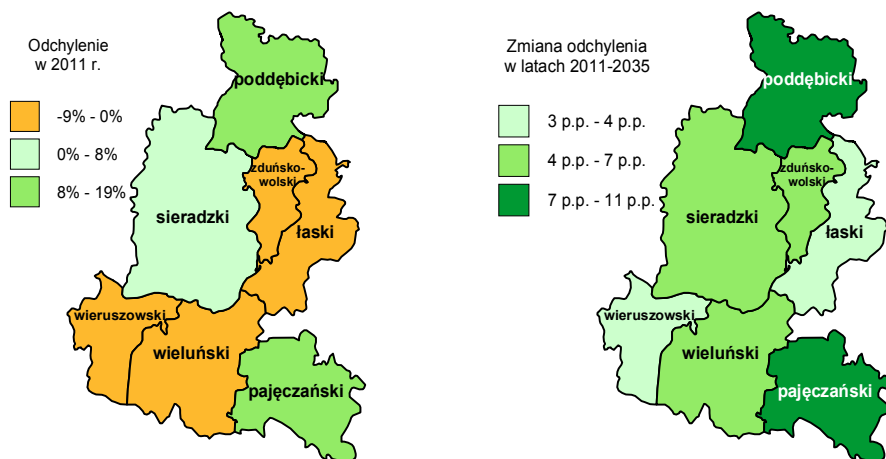 Odchylenie
w 2011 r.
-9% - 0%
0% - 8%
8% - 19%
poddębicki
zduńsko-
wolski
sieradzki
łaski
wieruszowski
wieluński
pajęczański
Zmiana odchylenia
w latach 2011-2035
3 p.p. - 4 p.p.
4 p.p. - 7 p.p.
7 p.p. - 11 p.p.
poddębicki
zduńsko-
wolski
sieradzki
łaski
wieruszowski
wieluński
pajęczański